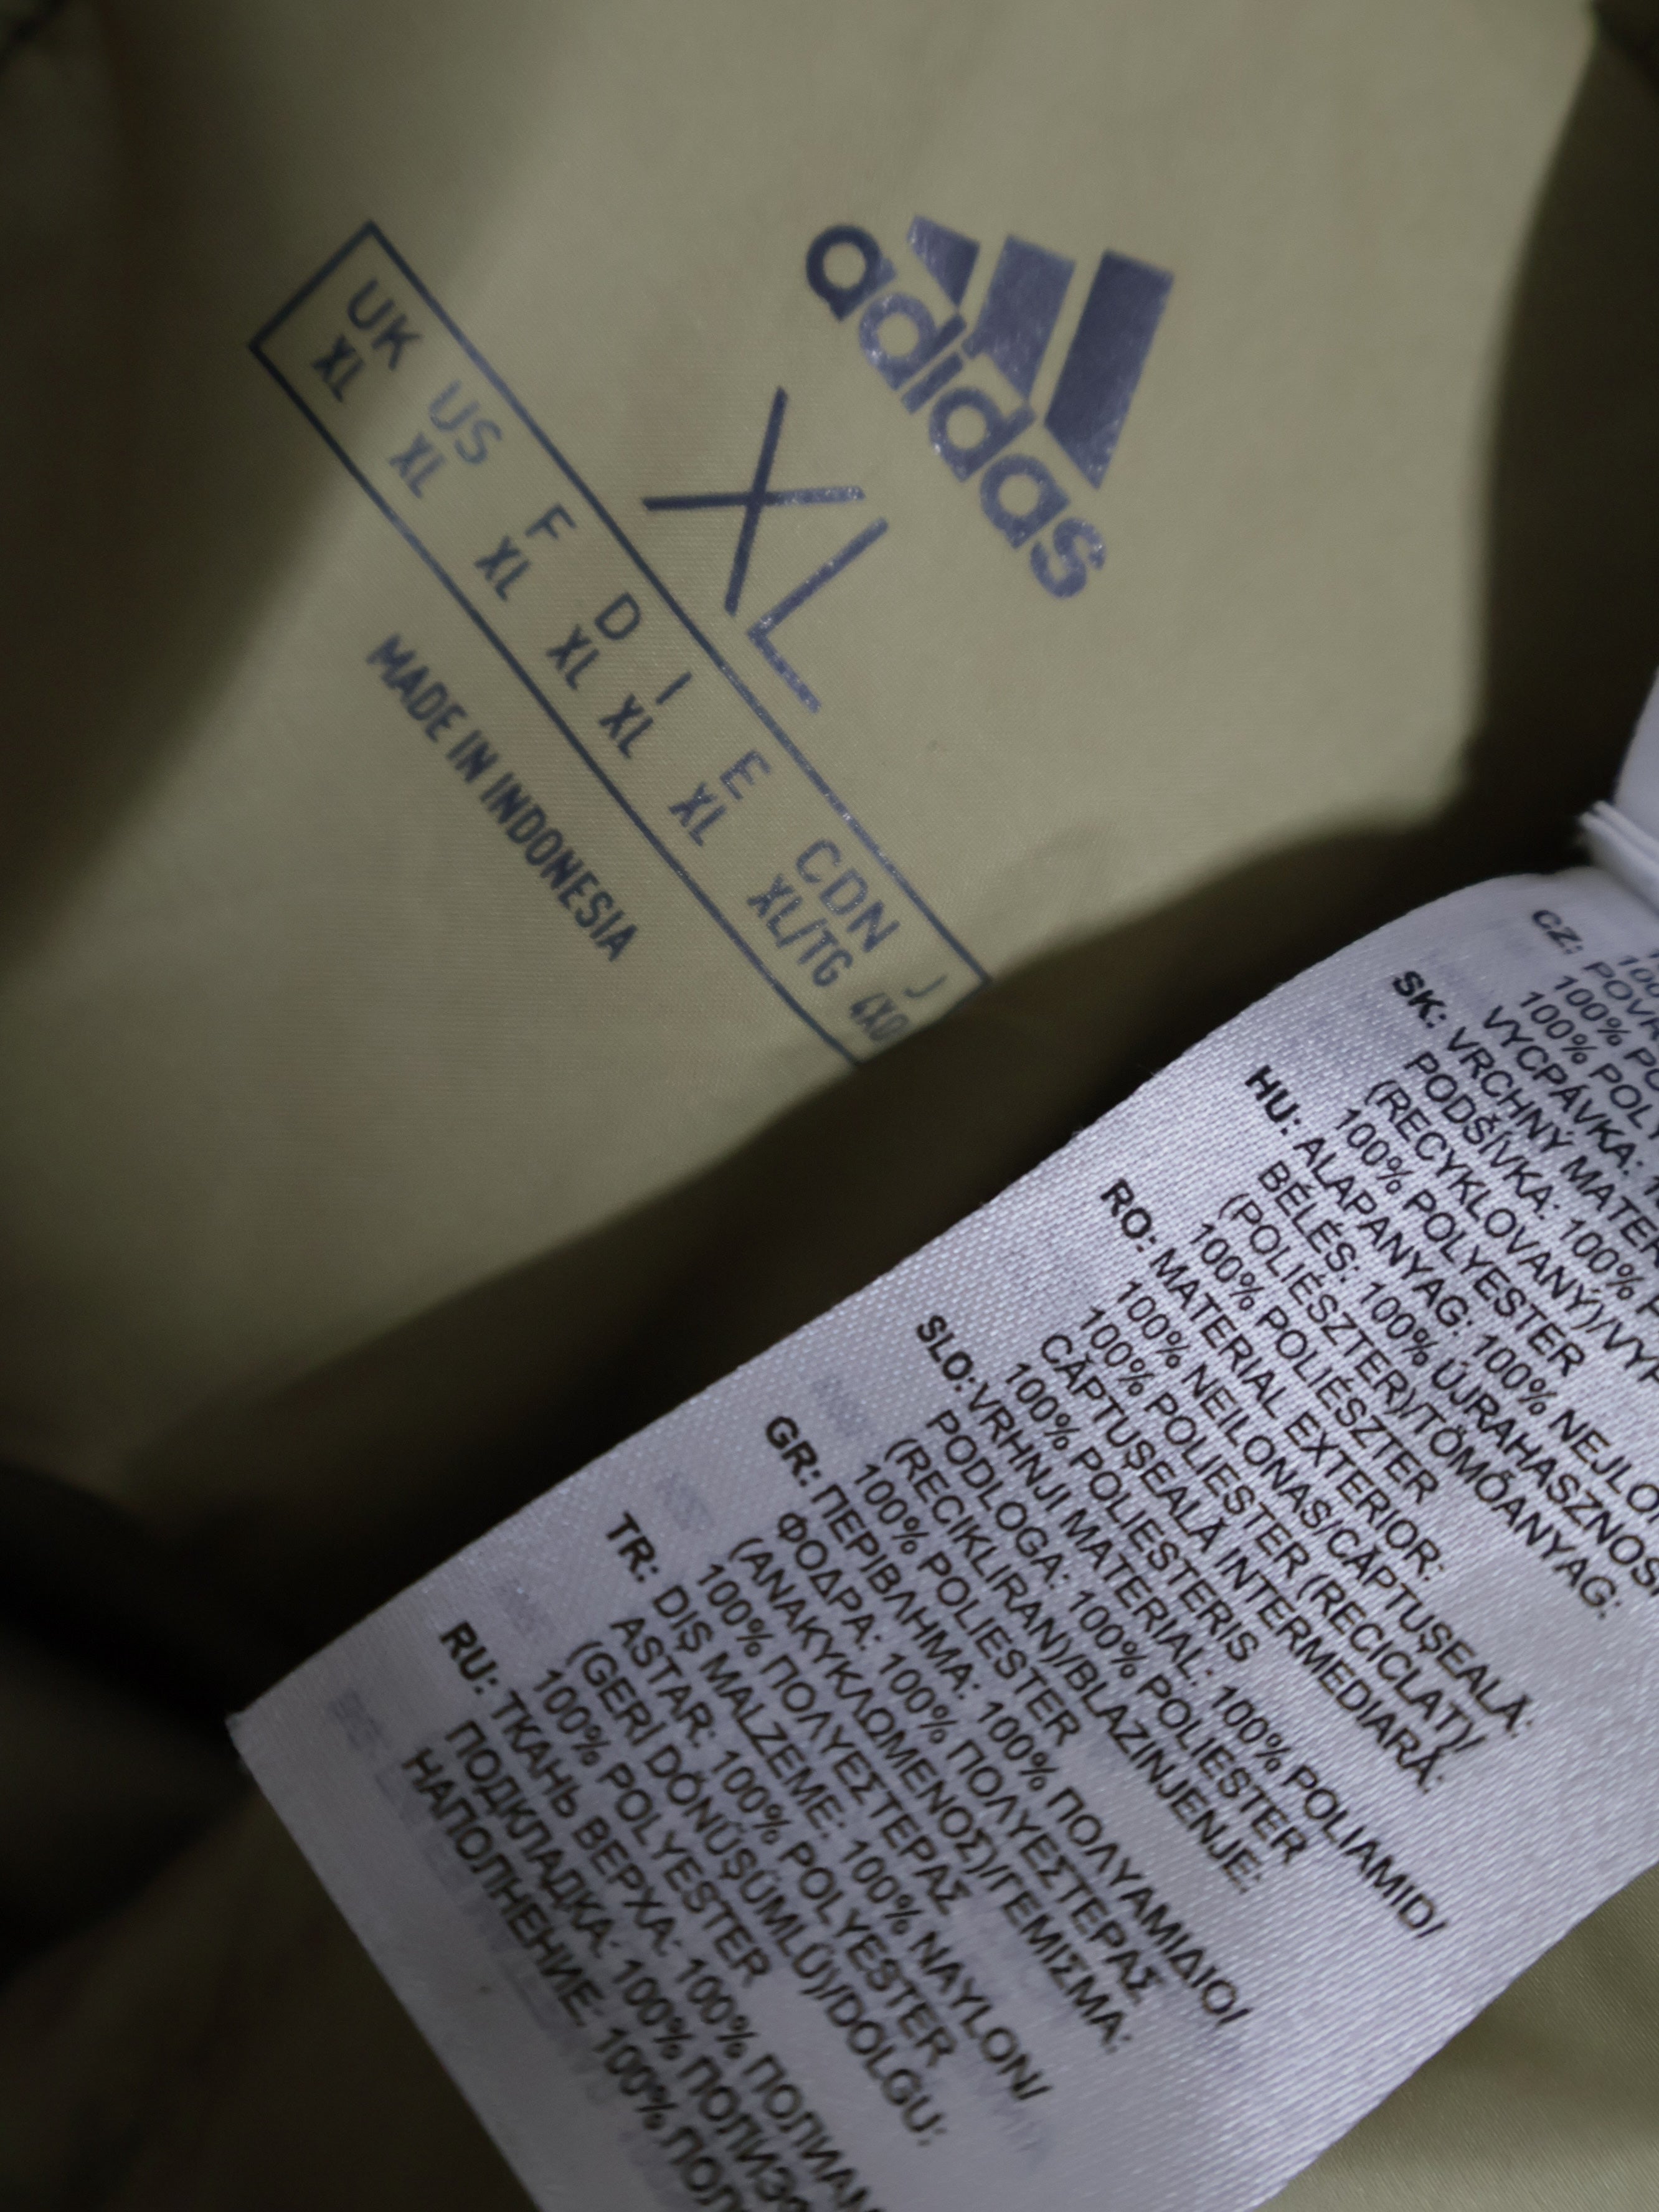 adidas
XL
UK US F D I E CDN J
XL XL XL XL XL XL XL/TG
MADE IN INDONESIA
CZ:
100%
100%
SK: VRCHNÝ
VYCPÁVKA:
PODŠÍVKA: 100%
(RECYKLOVANÝ)/
100% POLYESTER
HU: ALAPANYAG: 100%
BÉLÉS: 100%
(POLIÉSZTER)/TÖMŐANYAG:
100% POLIÉSZTER
RO: MATERIAL EXTERIOR:
100% NEILONAS/CĂPTUȘEALĂ:
100% POLIESTER (RECICLAT)/
CĂPTUȘEALĂ INTERMEDIARĂ:
100% POLIESTERIS
SLO: VRHNJI MATERIAL: 100% POLIAMID/
PODLOGA: 100% POLIESTER
(RECIKLIRAN)/BLAZINJENJE:
100% POLIESTER
GR: ΠΕΡΙΒΛΗΜΑ: 100% ΠΟΛΥΑΜΙΔΙΟ/
ΦΟΔΡΑ: 100% ΠΟΛΥΕΣΤΕΡΑΣ
(ΑΝΑΚΥΚΛΩΜΕΝΟΣ)/ΓΕΜΙΣΜΑ:
100% ΠΟΛΥΕΣΤΕΡΑΣ
TR: DIŞ MALZEME: 100% NAYLON/
ASTAR: 100% POLYESTER
(GERİ DÖNÜŞÜMLÜ)/DOLGU:
100% POLYESTER
RU: ТКАНЬ ВЕРХА: 100%
ПОДКЛАДКА: 100%
НАПОЛНЕНИЕ: 100%